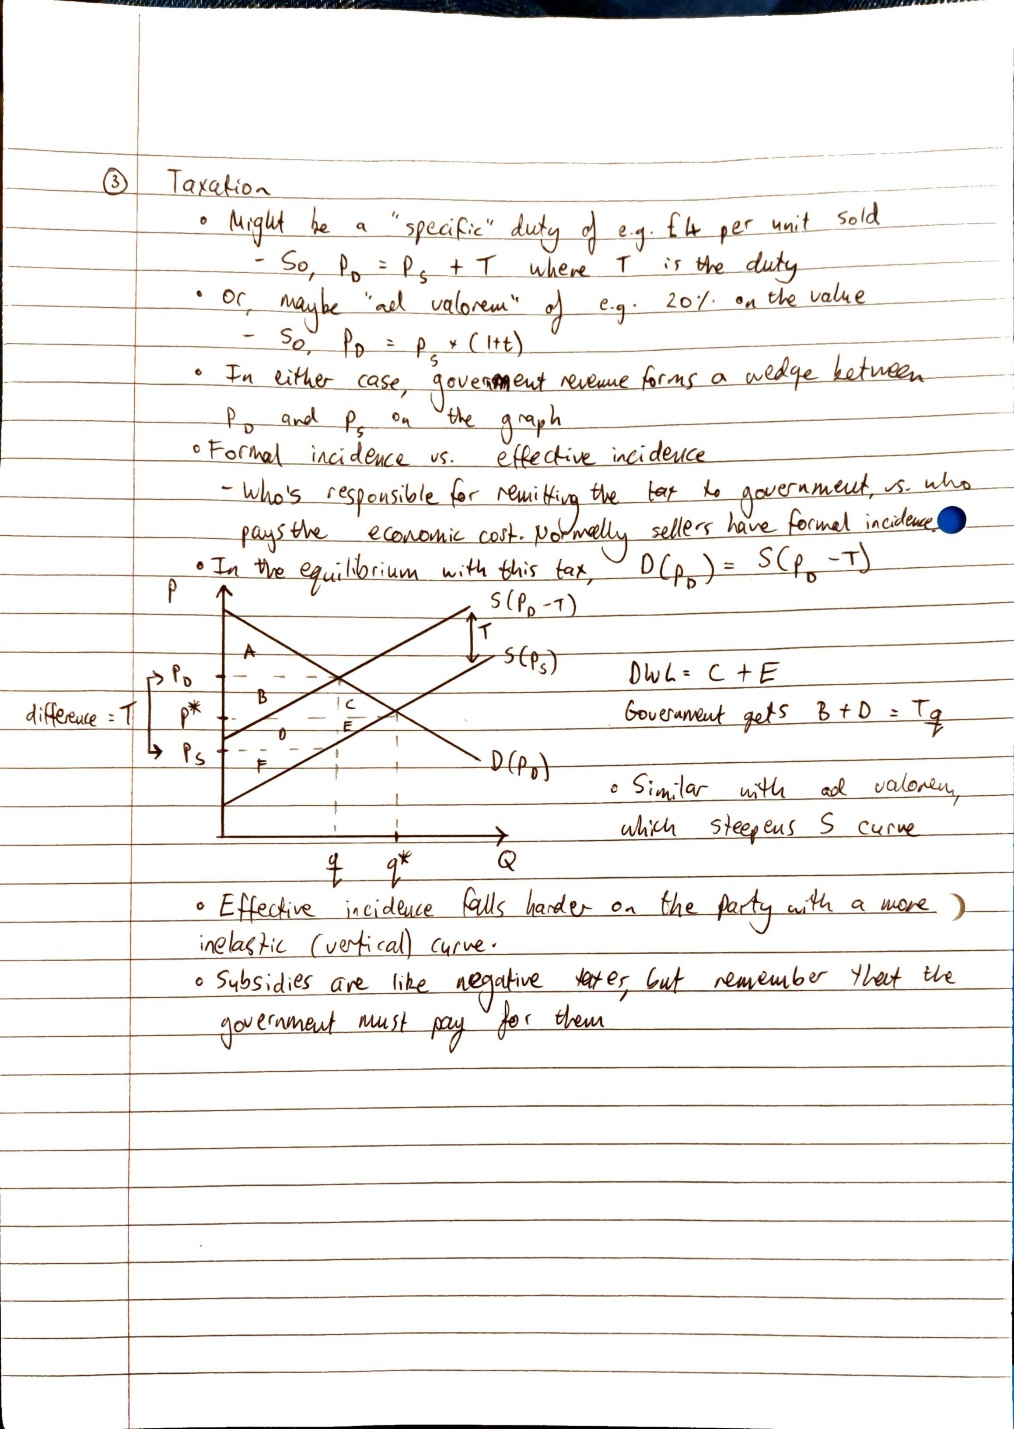 ③ Taxation
• Might be a "specific" duty of e.g. £4 per unit sold
- So, P_D = P_S + T where T is the duty
• Or, maybe "ad valorem" of e.g. 20% on the value
- So, P_D = P_S × (1+t)
• In either case, government revenue forms a wedge between
P_D and P_S on the graph
• Formal incidence vs. effective incidence
- Who's responsible for remitting the tax to government, vs. who
pays the economic cost. Normally sellers have formal incidence.
• In the equilibrium with this tax, D(P_D) = S(P_D - T)
P
S(P_D - T)
T
S(P_S)
A
P_D
B
C
difference = T
P*
D
E
P_S
F
D(P_D)
q
q*
Q
DWL = C + E
Government gets B + D = Tq
• Similar with ad valorem,
which steepens S curve
• Effective incidence falls harder on the party with a more
inelastic (vertical) curve.
• Subsidies are like negative taxes, but remember that the
government must pay for them